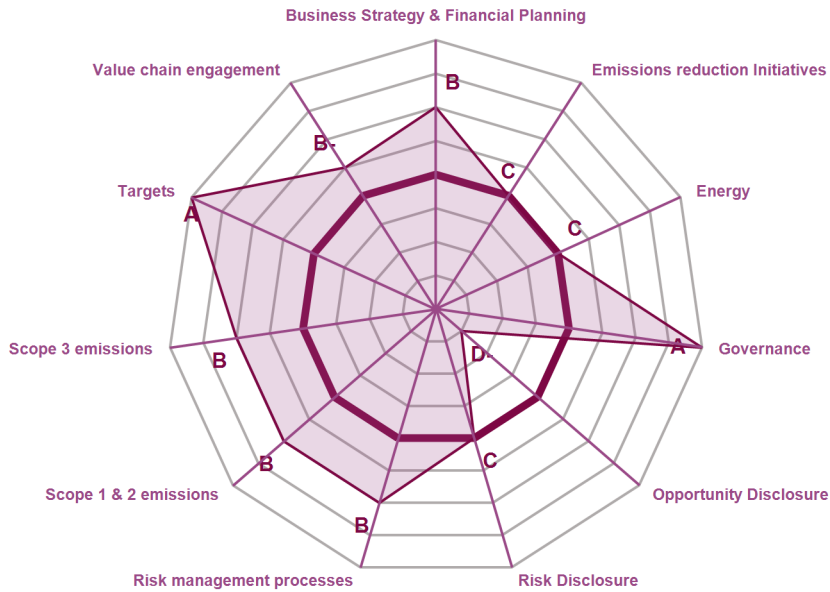 Business Strategy & Financial Planning
Value chain engagement
Emissions reduction Initiatives
B
B-
C
Targets
Energy
A
C
Scope 3 emissions
B
A
Governance
D-
B
C
Scope 1 & 2 emissions
Opportunity Disclosure
B
Risk management processes
Risk Disclosure